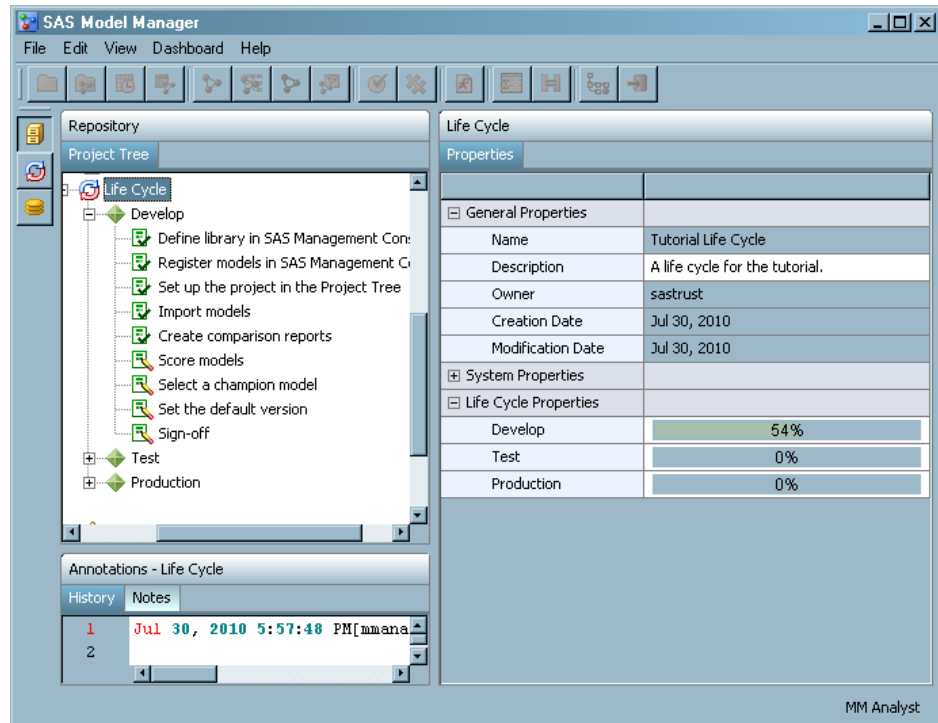 SAS Model Manager
File Edit View Dashboard Help
Repository
Project Tree
Life Cycle
Develop
Define library in SAS Management Con
Register models in SAS Management C
Set up the project in the Project Tree
Import models
Create comparison reports
Score models
Select a champion model
Set the default version
Sign-off
Test
Production
Annotations - Life Cycle
History Notes
1 Jul 30, 2010 5:57:48 PM[mmana
2
Life Cycle
Properties
General Properties
Name Tutorial Life Cycle
Description A life cycle for the tutorial.
Owner sastrust
Creation Date Jul 30, 2010
Modification Date Jul 30, 2010
System Properties
Life Cycle Properties
Develop 54%
Test 0%
Production 0%
MM Analyst